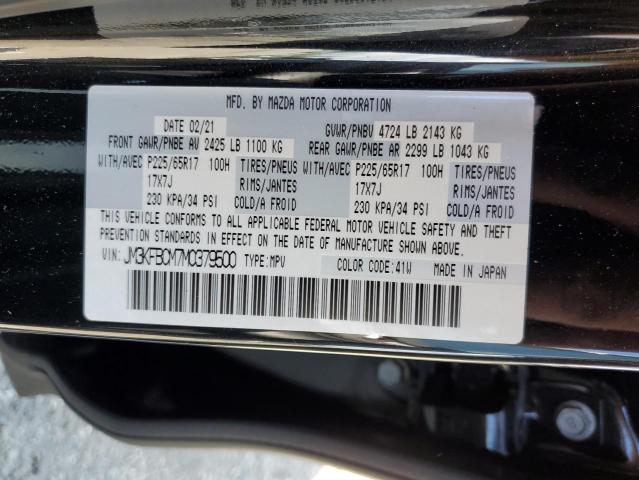 MFD. BY MAZDA MOTOR CORPORATION
DATE 02/21 GVWR/PNBV 4724 LB 2143 KG
FRONT GAWR/PNBE AV 2425 LB 1100 KG REAR GAWR/PNBE AR 2299 LB 1043 KG
WITH/AVEC P225/65R17 100H TIRES/PNEUS WITH/AVEC P225/65R17 100H TIRES/PNEUS
17X7J RIMS/JANTES 17X7J RIMS/JANTES
230 KPA/34 PSI COLD/A FROID 230 KPA/34 PSI COLD/A FROID
THIS VEHICLE CONFORMS TO ALL APPLICABLE FEDERAL MOTOR VEHICLE SAFETY AND THEFT
PREVENTION STANDARDS IN EFFECT ON THE DATE OF MANUFACTURE SHOWN ABOVE.
VIN: JM3KFBCM7M0379500 TYPE:MPV COLOR CODE:41W MADE IN JAPAN